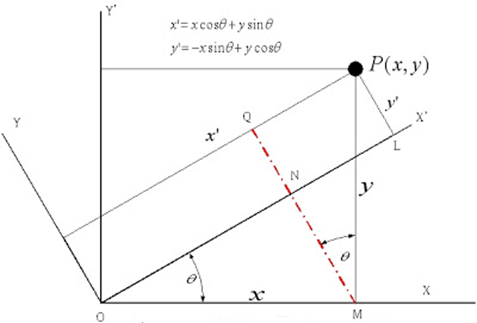 Y'
x'= x cosθ + y sinθ
y'= −x sinθ + y cosθ
P(x, y)
y'
Y
Q
X'
x'
L
N
y
θ
θ
X
x
O
M